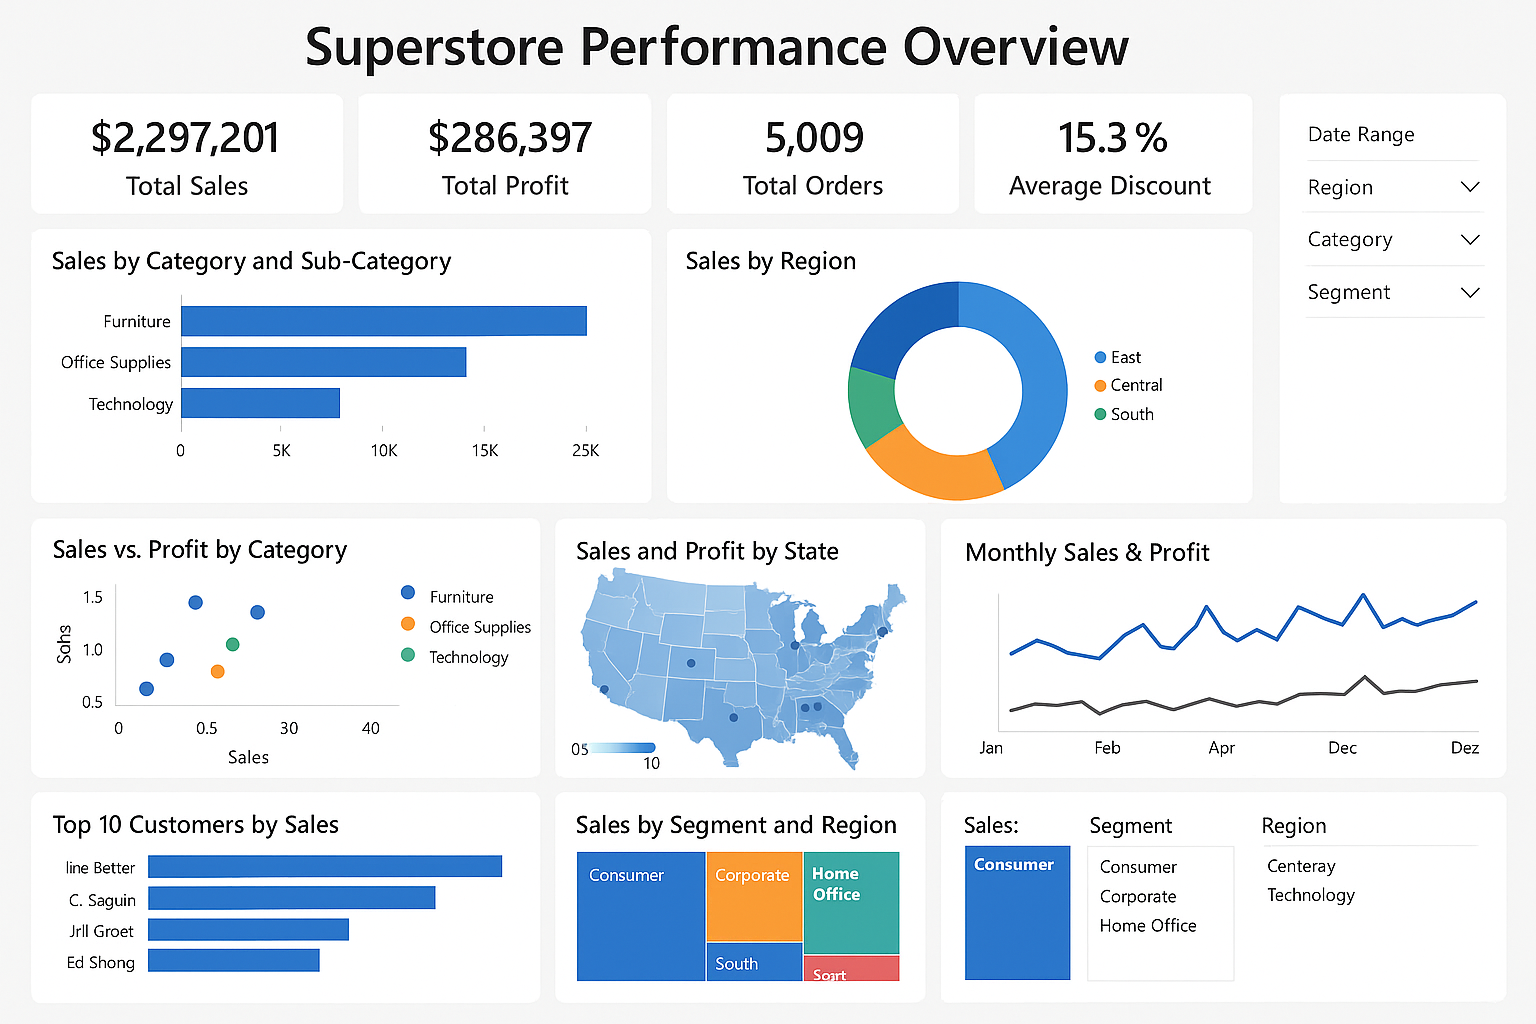 Superstore Performance Overview
$2,297,201
Total Sales
$286,397
Total Profit
5,009
Total Orders
15.3 %
Average Discount
Date Range
Region
Category
Segment
Sales by Category and Sub-Category
Furniture
Office Supplies
Technology
0 5K 10K 15K 25K
Sales by Region
East
Central
South
Sales vs. Profit by Category
1.5
1.0
0.5
Sahs
0 0.5 30 40
Sales
Furniture
Office Supplies
Technology
Sales and Profit by State
05
10
Monthly Sales & Profit
Jan Feb Apr Dec Dez
Top 10 Customers by Sales
line Better
C. Saguin
Jrll Groet
Ed Shong
Sales by Segment and Region
Consumer
Corporate
Home
Office
South
Sales:
Consumer
Segment
Consumer
Corporate
Home Office
Region
Centeray
Technology